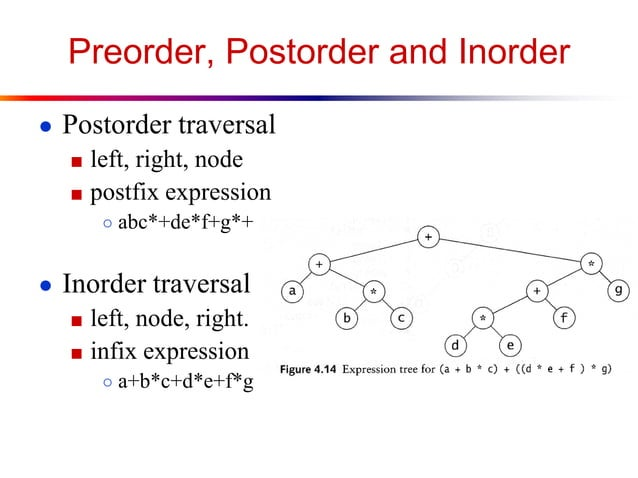 Preorder, Postorder and Inorder
● Postorder traversal
■ left, right, node
■ postfix expression
○ abc*+de*f+g*+
● Inorder traversal
■ left, node, right.
■ infix expression
○ a+b*c+d*e+f*g
+
+ *
a * + g
b c * f
d e
Figure 4.14 Expression tree for (a + b * c) + ((d * e + f ) * g)